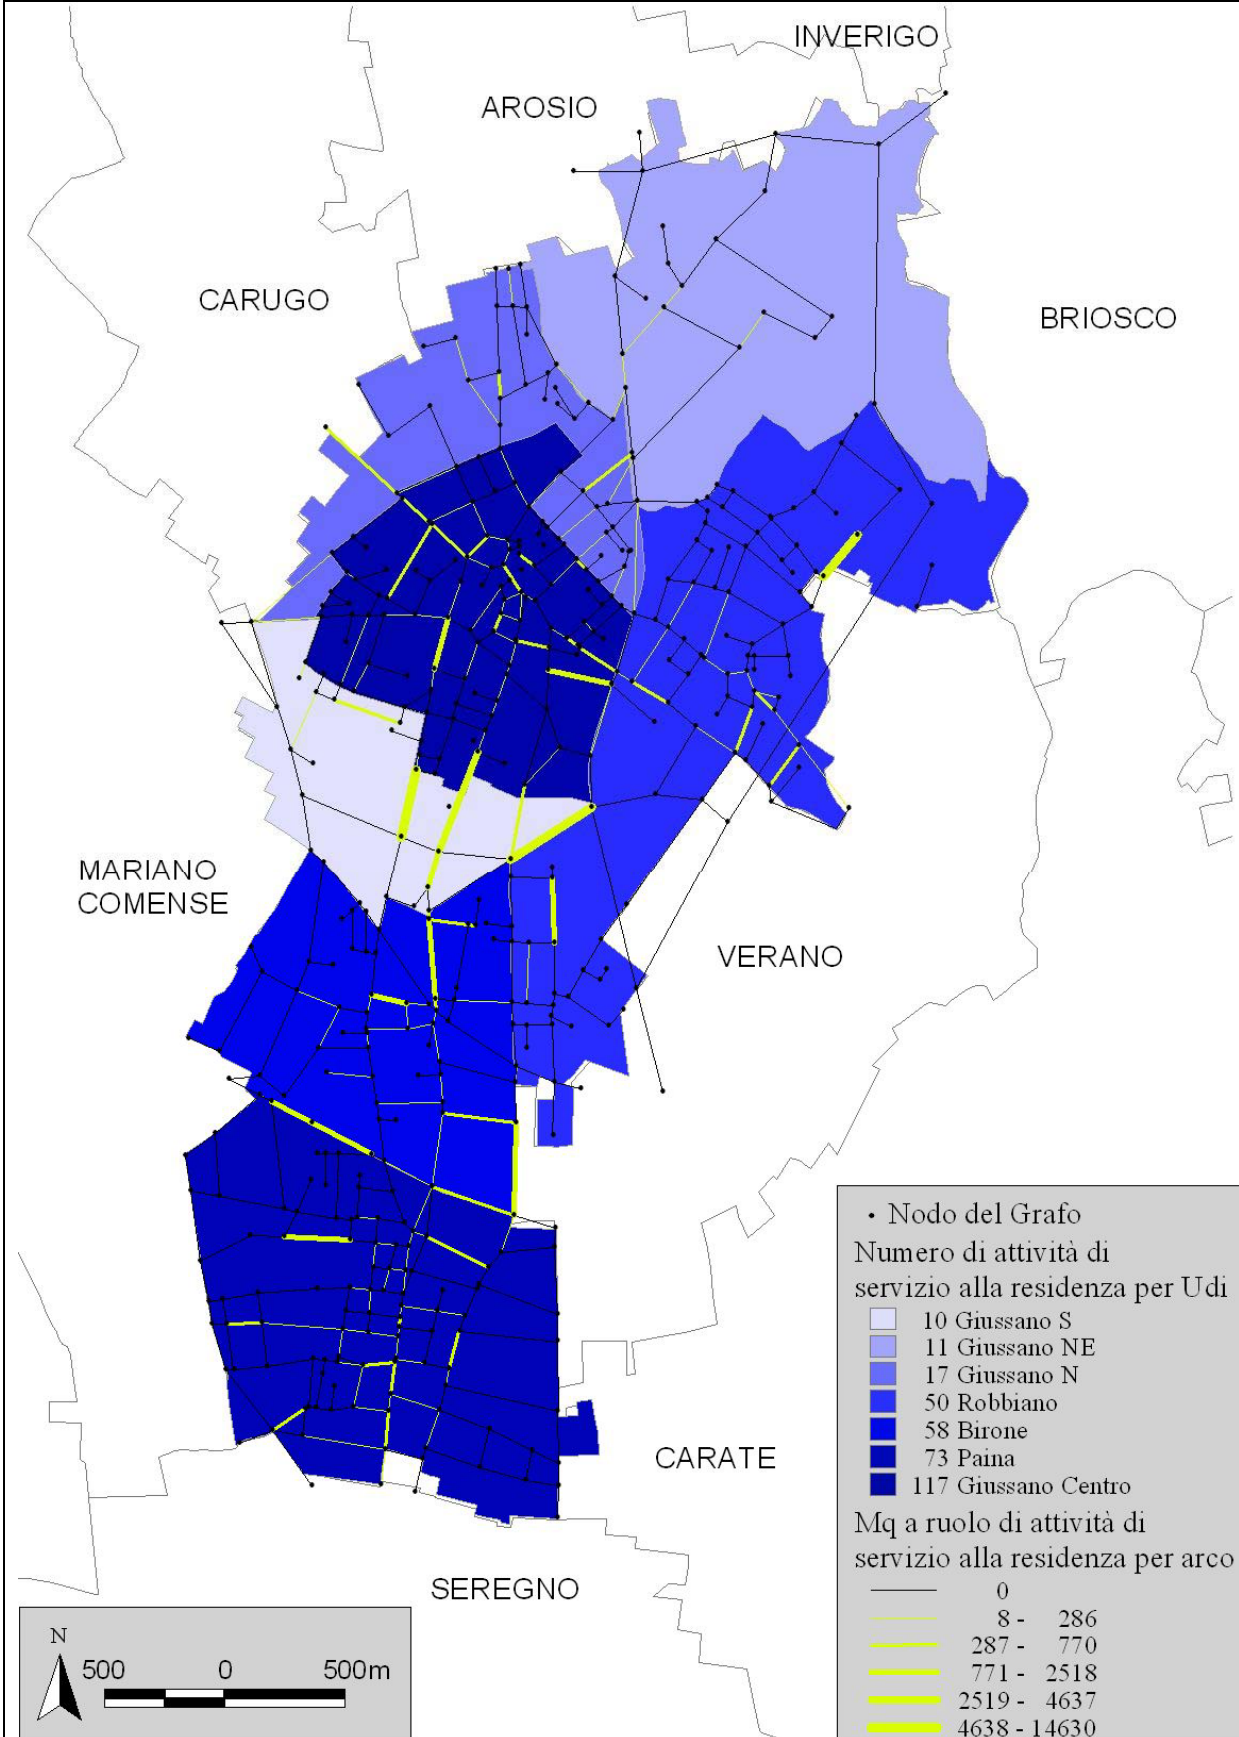 INVERIGO
AROSIO
CARUGO
BRIOSCO
MARIANO
COMENSE
VERANO
CARATE
SEREGNO
N
500 0 500m
Nodo del Grafo
Numero di attività di
servizio alla residenza per Udi
10 Giussano S
11 Giussano NE
17 Giussano N
50 Robbiano
58 Birone
73 Paina
117 Giussano Centro
Mq a ruolo di attività di
servizio alla residenza per arco
0
8 - 286
287 - 770
771 - 2518
2519 - 4637
4638 - 14630